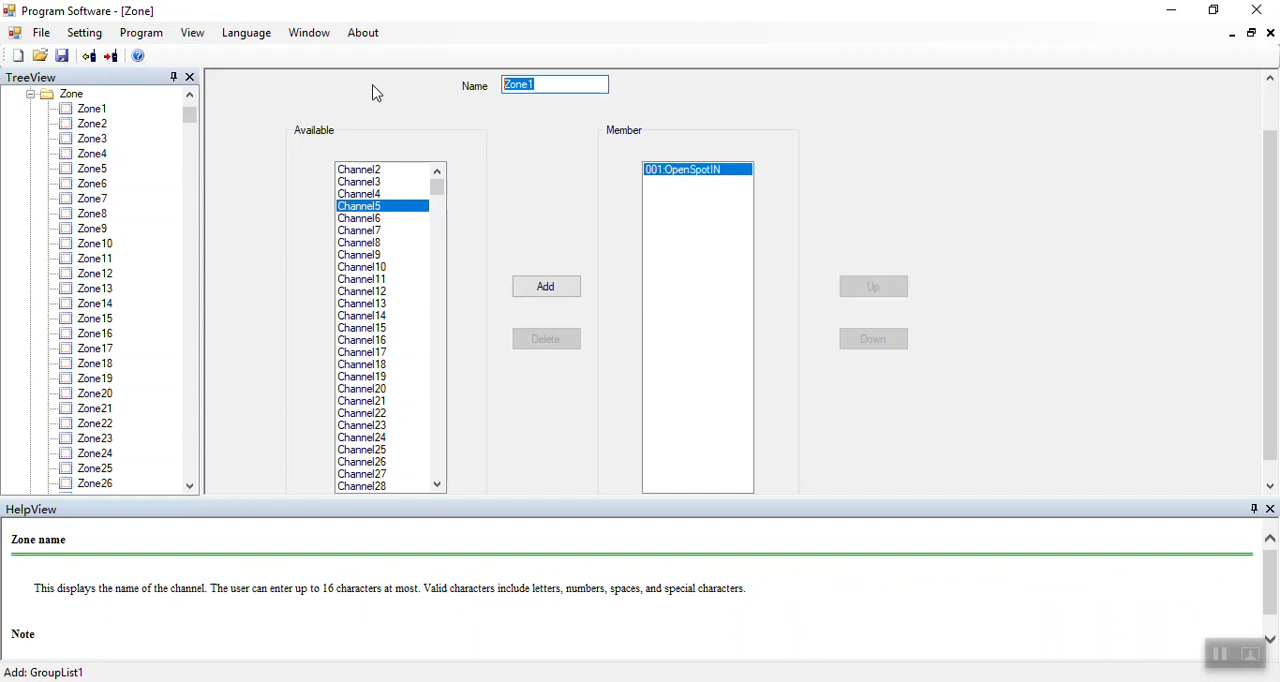 Program Software - [Zone]
File Setting Program View Language Window About
TreeView
Zone
Zone1
Zone2
Zone3
Zone4
Zone5
Zone6
Zone7
Zone8
Zone9
Zone10
Zone11
Zone12
Zone13
Zone14
Zone15
Zone16
Zone17
Zone18
Zone19
Zone20
Zone21
Zone22
Zone23
Zone24
Zone25
Zone26
Name Zone1
Available
Channel2
Channel3
Channel4
Channel5
Channel6
Channel7
Channel8
Channel9
Channel10
Channel11
Channel12
Channel13
Channel14
Channel15
Channel16
Channel17
Channel18
Channel19
Channel20
Channel21
Channel22
Channel23
Channel24
Channel25
Channel26
Channel27
Channel28
Add
Delete
Member
001:OpenSpotIN
Up
Down
HelpView
Zone name
This displays the name of the channel. The user can enter up to 16 characters at most. Valid characters include letters, numbers, spaces, and special characters.
Note
Add: GroupList1